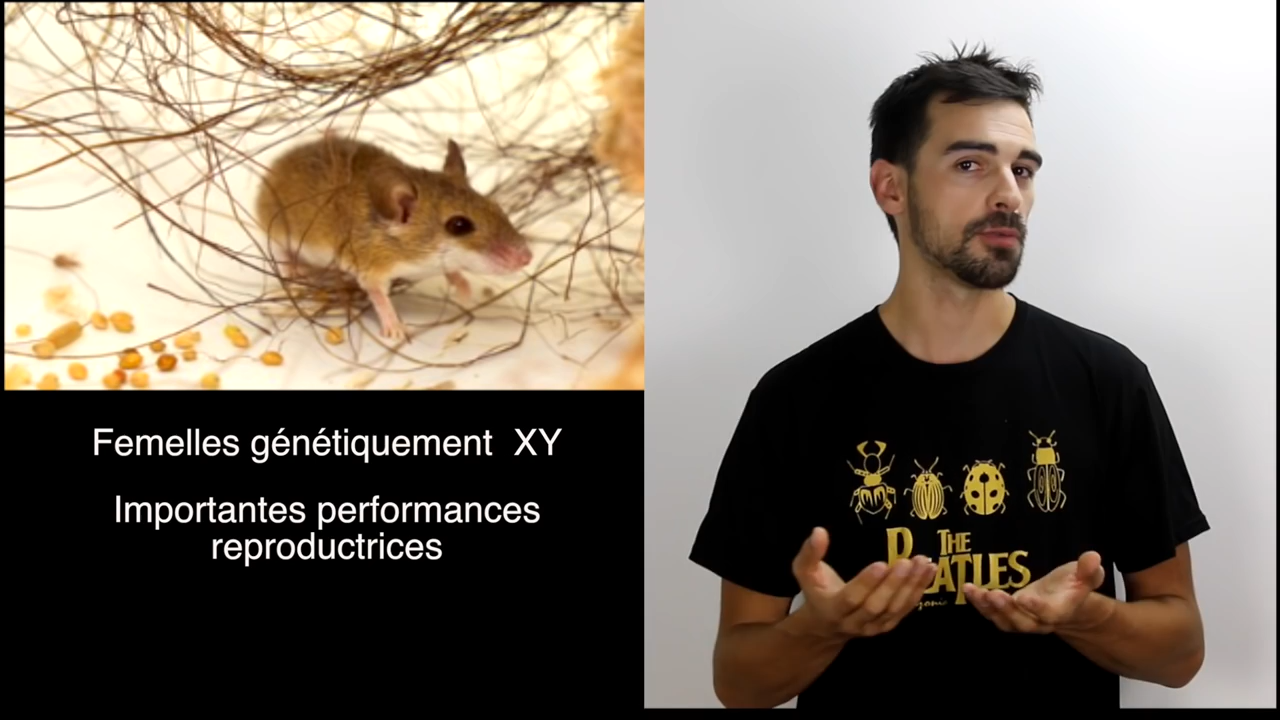 Femelles génétiquement XY
Importantes performances
reproductrices
THE
BEATLES